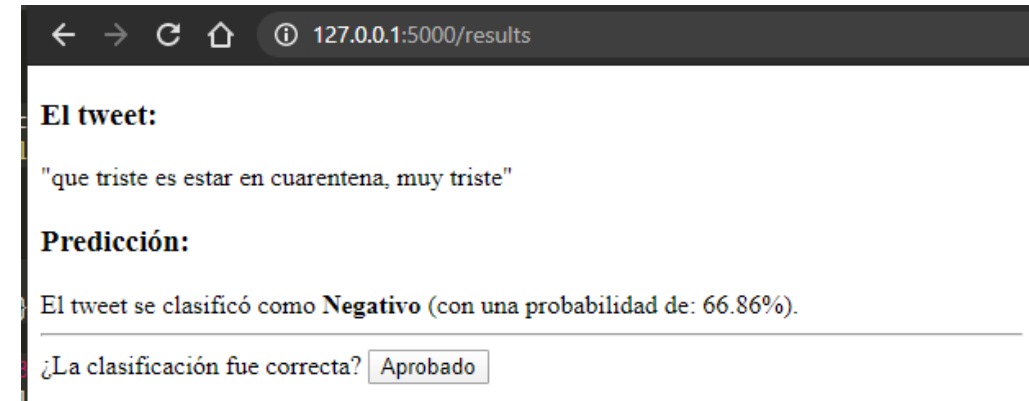 127.0.0.1:5000/results
El tweet:
"que triste es estar en cuarentena, muy triste"
Predicción:
El tweet se clasificó como Negativo (con una probabilidad de: 66.86%).
¿La clasificación fue correcta? Aprobado